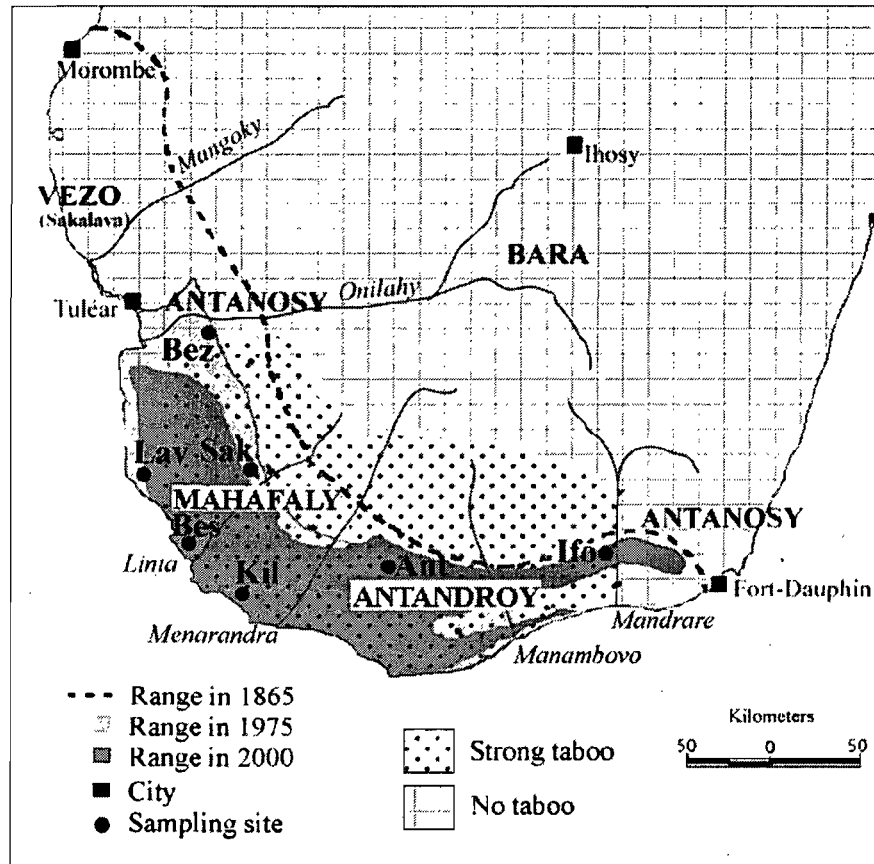 Morombe
Mungoky
Ihosy
VEZO
(Sakalava)
BARA
Tuléar
ANTANOSY
Onilahy
Bez
Lav
Sak
MAHAFALY
ANTANOSY
Bes
Ifo
Linta
Ant
Kil
ANTANDROY
Fort-Dauphin
Mandrare
Menarandra
Manambovo
Range in 1865
Range in 1975
Range in 2000
City
Sampling site
Strong taboo
No taboo
Kilometers
50 0 50